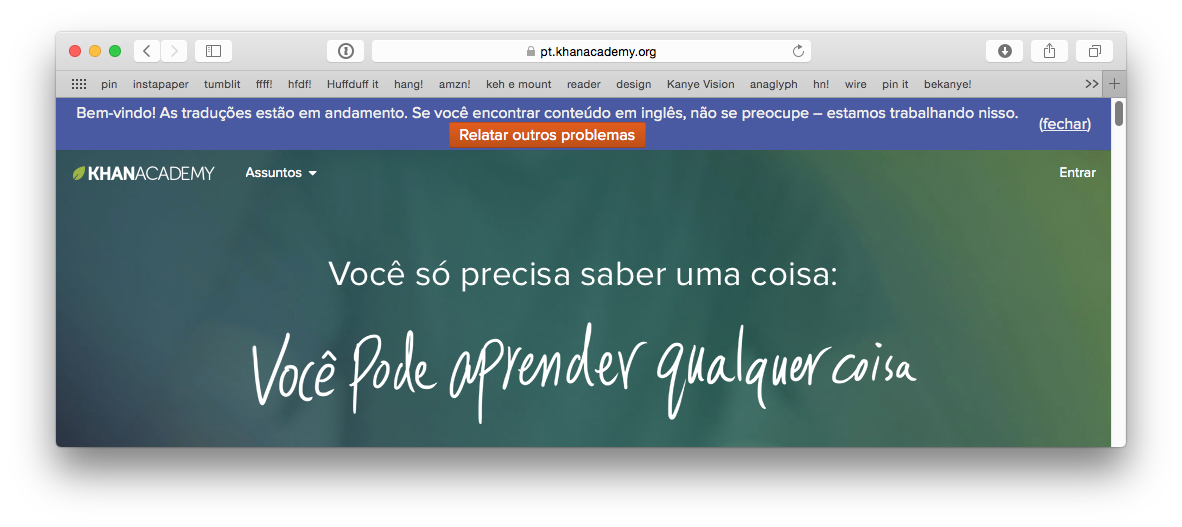 pt.khanacademy.org
pin instapaper tumblit ffff! hfdf! Huffduff it hang! amzn! keh e mount reader design Kanye Vision anaglyph hn! wire pin it bekanye! >> +
Bem-vindo! As traduções estão em andamento. Se você encontrar conteúdo em inglês, não se preocupe – estamos trabalhando nisso.
Relatar outros problemas
(fechar)
KHANACADEMY Assuntos Entrar
Você só precisa saber uma coisa:
Você Pode aprender qualquer coisa